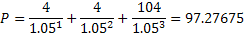 P = 4/1.05¹ + 4/1.05² + 104/1.05³ = 97.27675